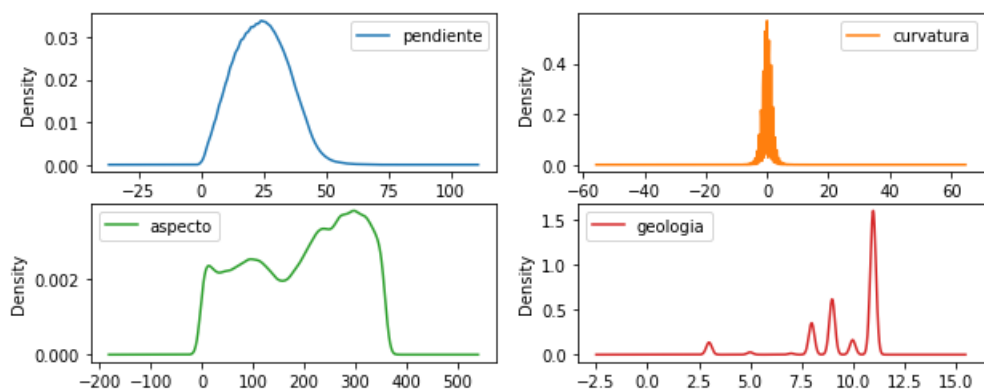 pendiente
Density
0.03
0.02
0.01
0.00
−25 0 25 50 75 100
curvatura
Density
0.4
0.2
0.0
−60 −40 −20 0 20 40 60
aspecto
Density
0.002
0.000
−200 −100 0 100 200 300 400 500
geologia
Density
1.5
1.0
0.5
0.0
−2.5 0.0 2.5 5.0 7.5 10.0 12.5 15.0